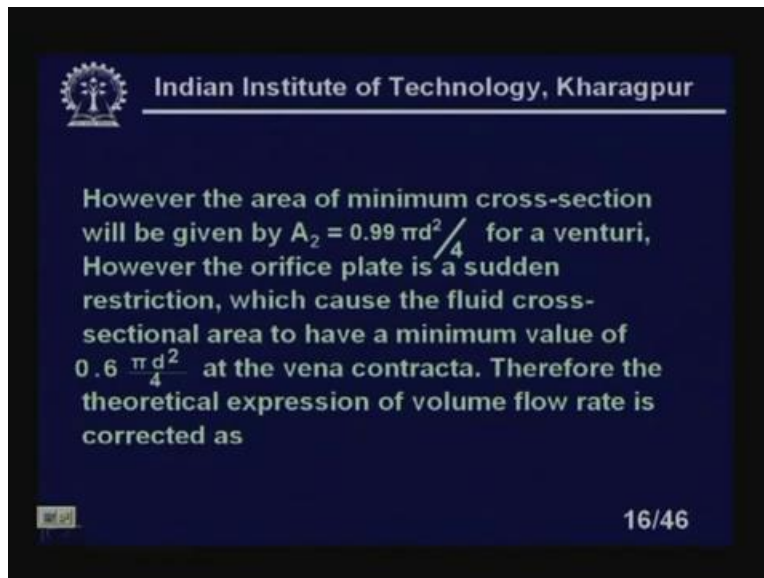 Indian Institute of Technology, Kharagpur
However the area of minimum cross-section
will be given by A₂ = 0.99 πd²/4 for a venturi,
However the orifice plate is a sudden
restriction, which cause the fluid cross-
sectional area to have a minimum value of
0.6 πd²/4 at the vena contracta. Therefore the
theoretical expression of volume flow rate is
corrected as
16/46